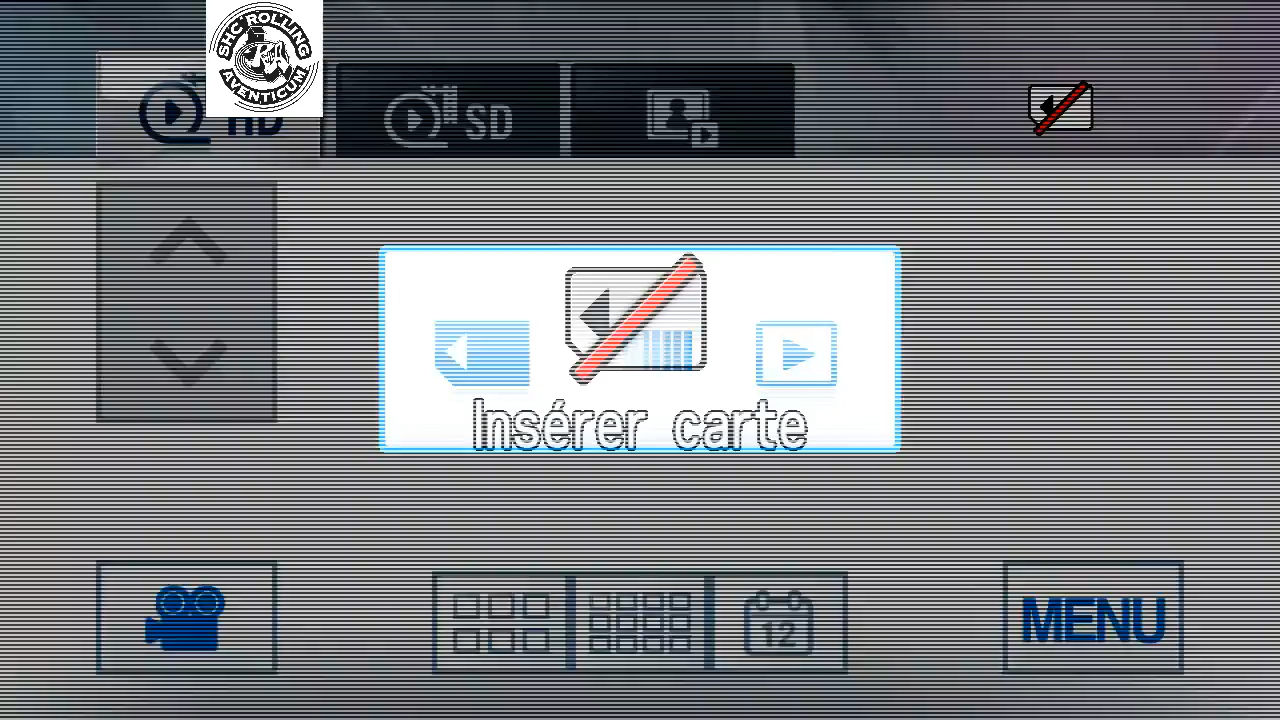 SHC ROLLING
AVENTICUM
HD
SD
Insérer carte
12
MENU